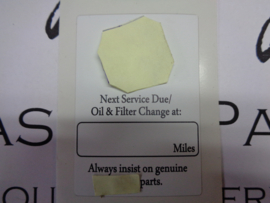 Next Service Due/
Oil & Filter Change at:
Miles
Always insist on genuine
parts.